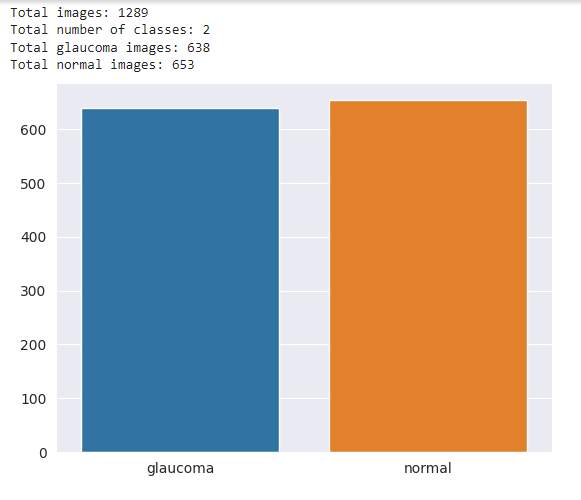 Total images: 1289
Total number of classes: 2
Total glaucoma images: 638
Total normal images: 653
600
500
400
300
200
100
0
glaucoma normal